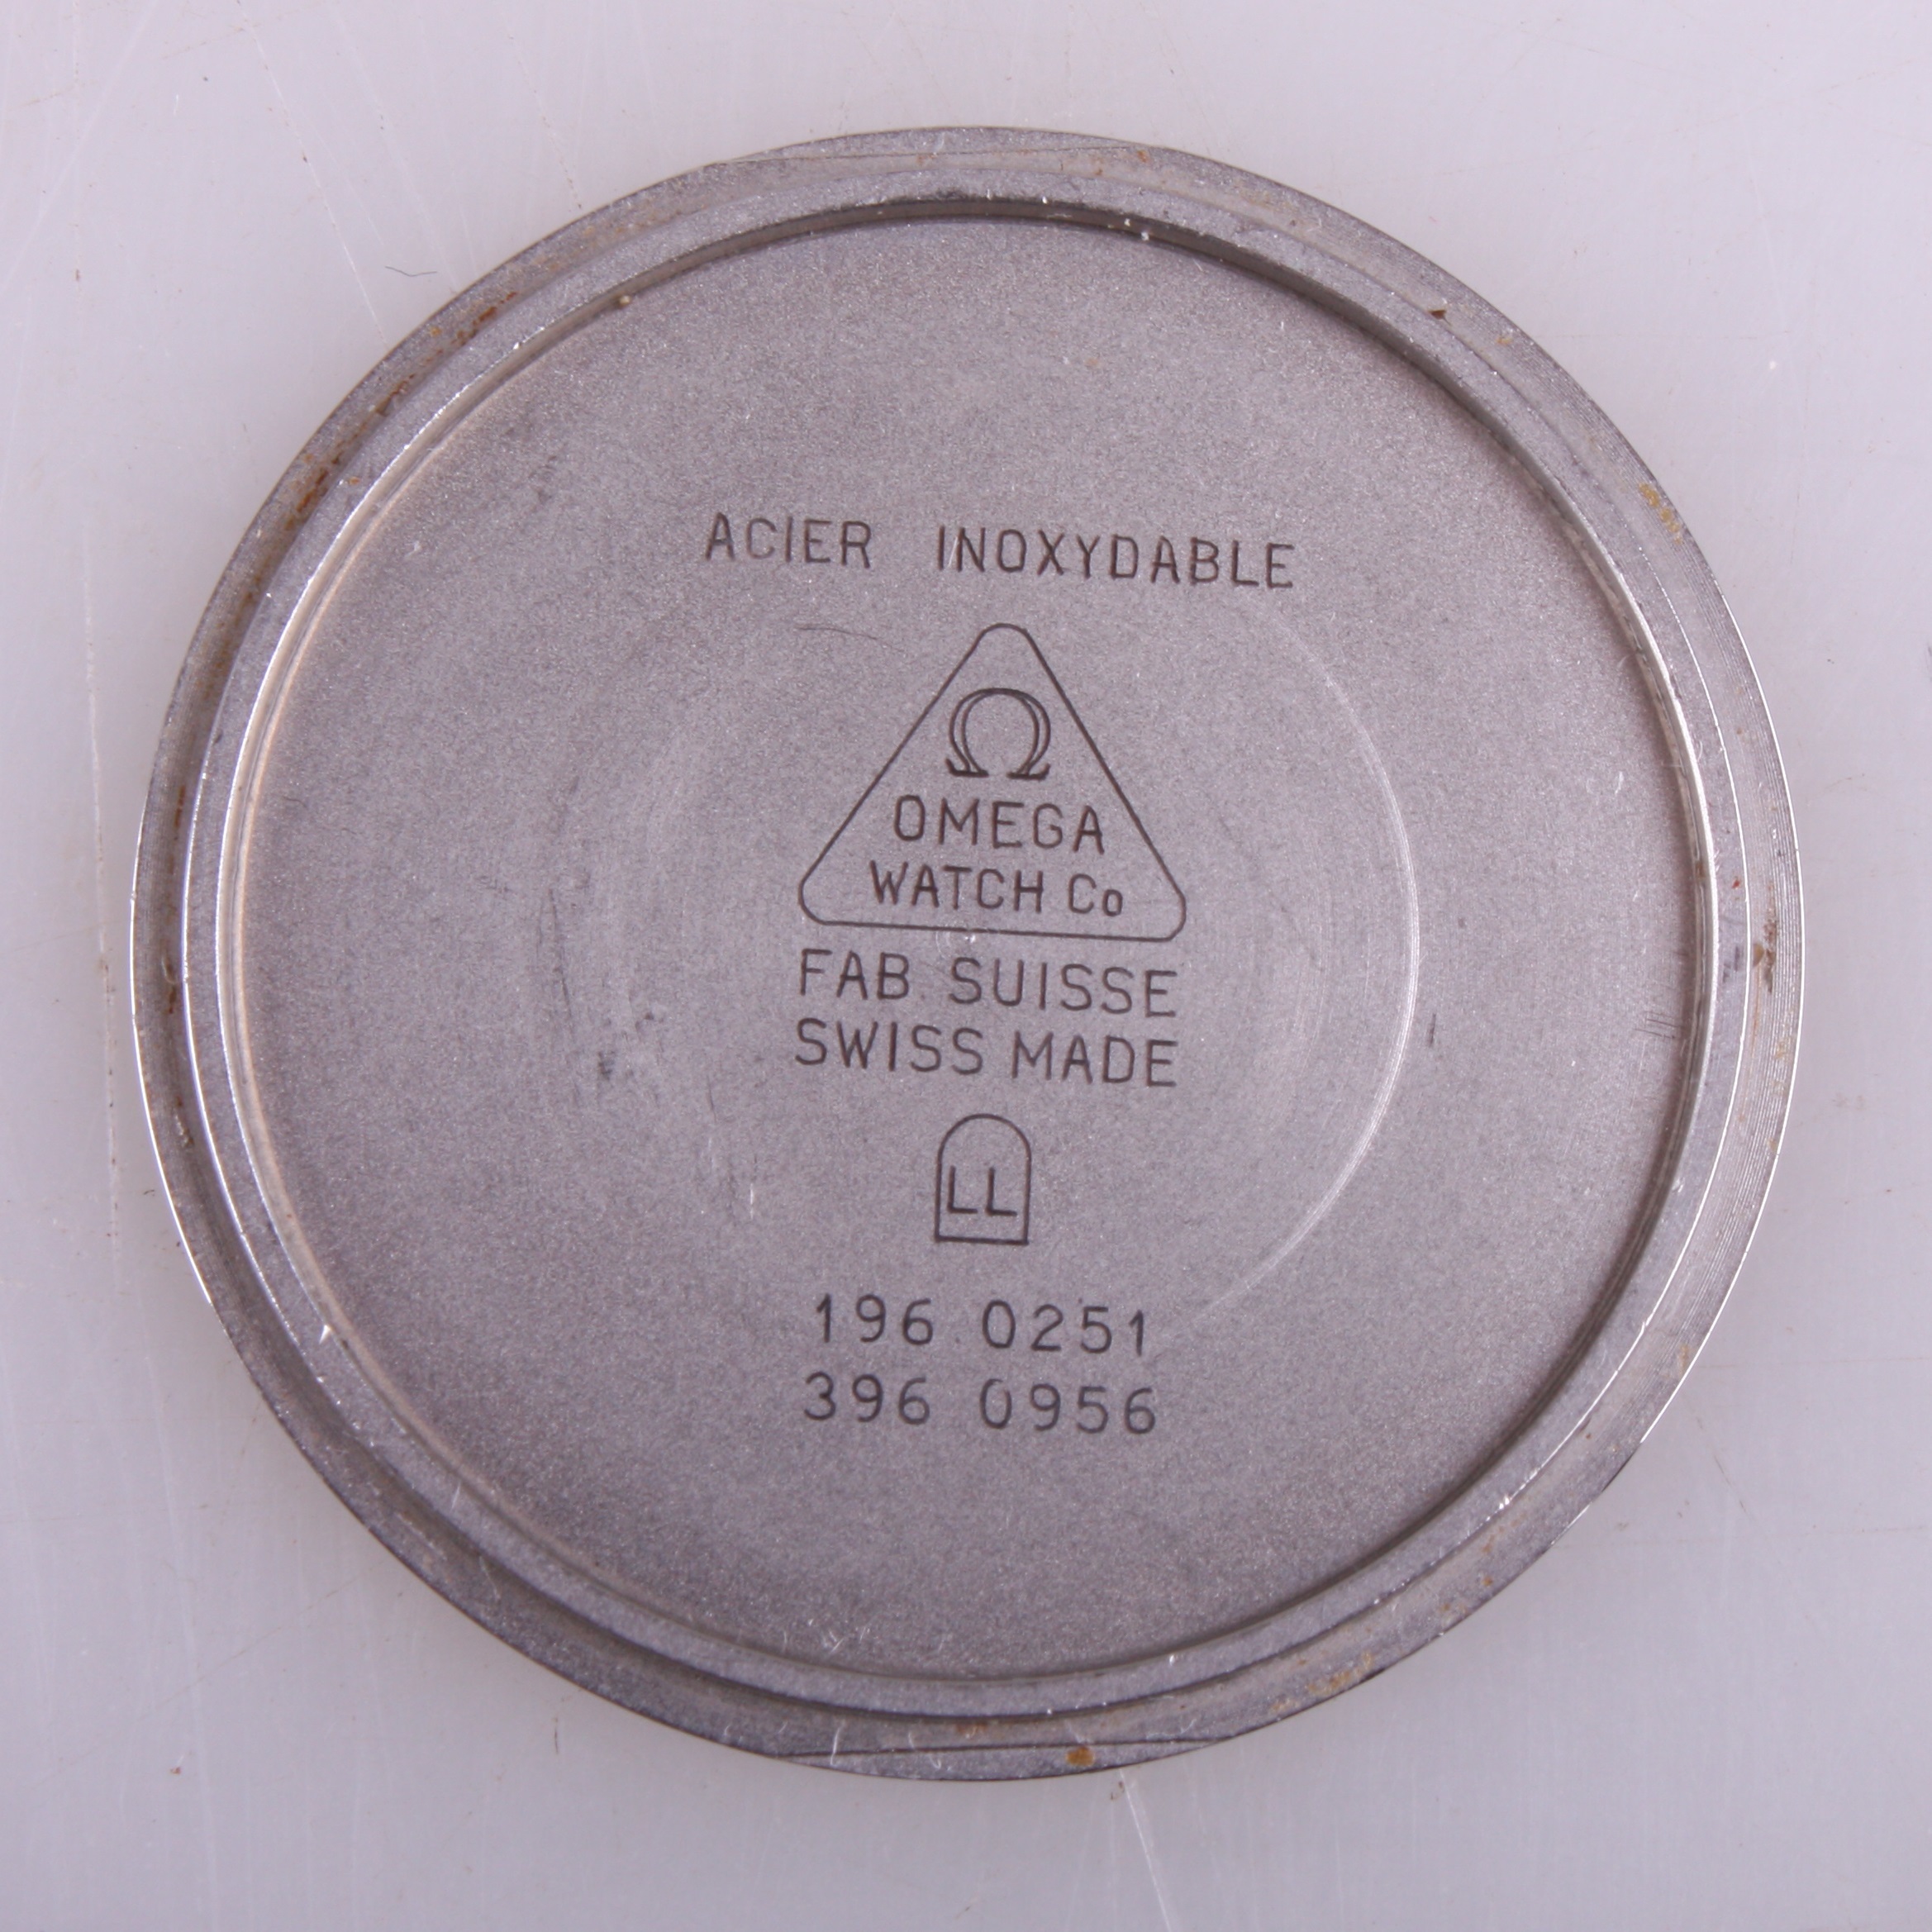 ACIER INOXYDABLE
Ω
OMEGA
WATCH Co
FAB. SUISSE
SWISS MADE
LL
196.0251
396 0956